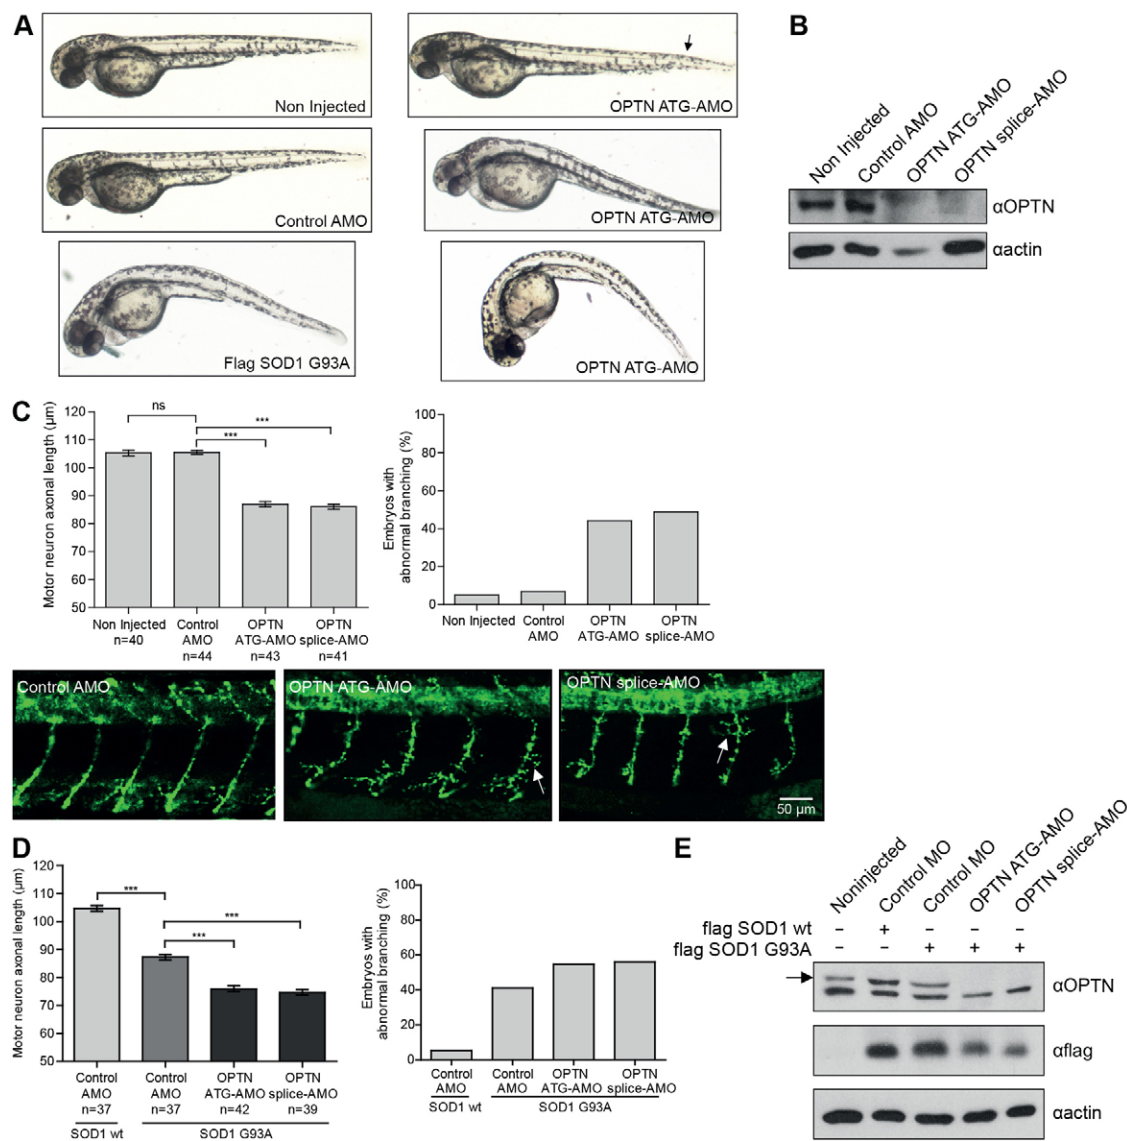 A
Non Injected
Control AMO
Flag SOD1 G93A
OPTN ATG-AMO
OPTN ATG-AMO
OPTN ATG-AMO
B
Non Injected
Control AMO
OPTN ATG-AMO
OPTN splice-AMO
αOPTN
αactin
C
Motor neuron axonal length (µm)
120
110
100
90
80
70
60
50
ns
***
***
Non Injected
n=40
Control
AMO
n=44
OPTN
ATG-AMO
n=43
OPTN
splice-AMO
n=41
Embryos with
abnormal branching (%)
100
80
60
40
20
0
Non Injected
Control
AMO
OPTN
ATG-AMO
OPTN
splice-AMO
Control AMO
OPTN ATG-AMO
OPTN splice-AMO
50 µm
D
Motor neuron axonal length (µm)
120
110
100
90
80
70
60
50
***
***
***
Control
AMO
n=37
Control
AMO
n=37
OPTN
ATG-AMO
n=42
OPTN
splice-AMO
n=39
SOD1 wt
SOD1 G93A
Embryos with
abnormal branching (%)
100
80
60
40
20
0
Control
AMO
Control
AMO
OPTN
ATG-AMO
OPTN
splice-AMO
SOD1 wt
SOD1 G93A
E
Noninjected
Control MO
Control MO
OPTN ATG-AMO
OPTN splice-AMO
flag SOD1 wt – + – – –
flag SOD1 G93A – – + + +
αOPTN
αflag
αactin